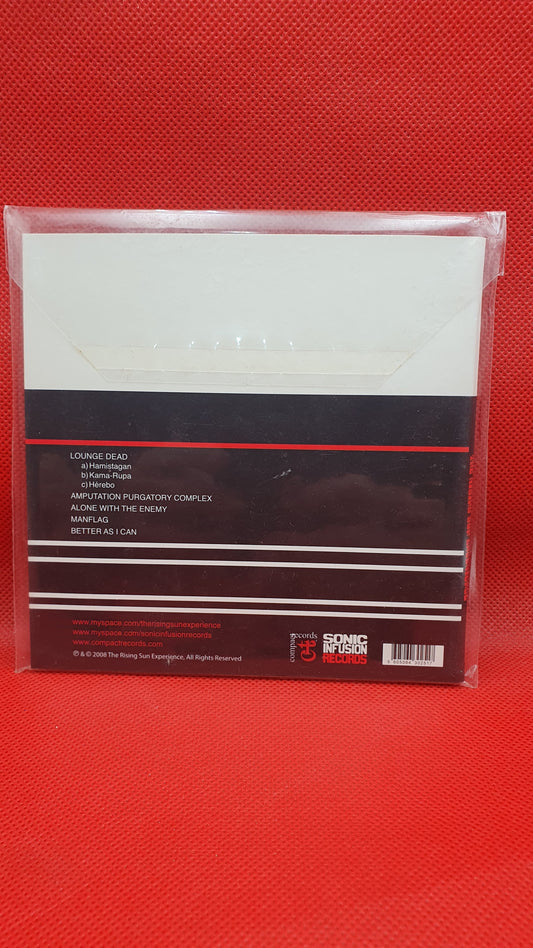 LOUNGE DEAD
a) Hamistagan
b) Kama-Rupa
c) Hérebo
AMPUTATION PURGATORY COMPLEX
ALONE WITH THE ENEMY
MANFLAG
BETTER AS I CAN
www.myspace.com/therisingsunexperience
www.myspace.com/sonicinfusionrecords
www.compactrecords.com
℗ & © 2008 The Rising Sun Experience. All Rights Reserved
compact records
SONIC
INFUSION
RECORDS